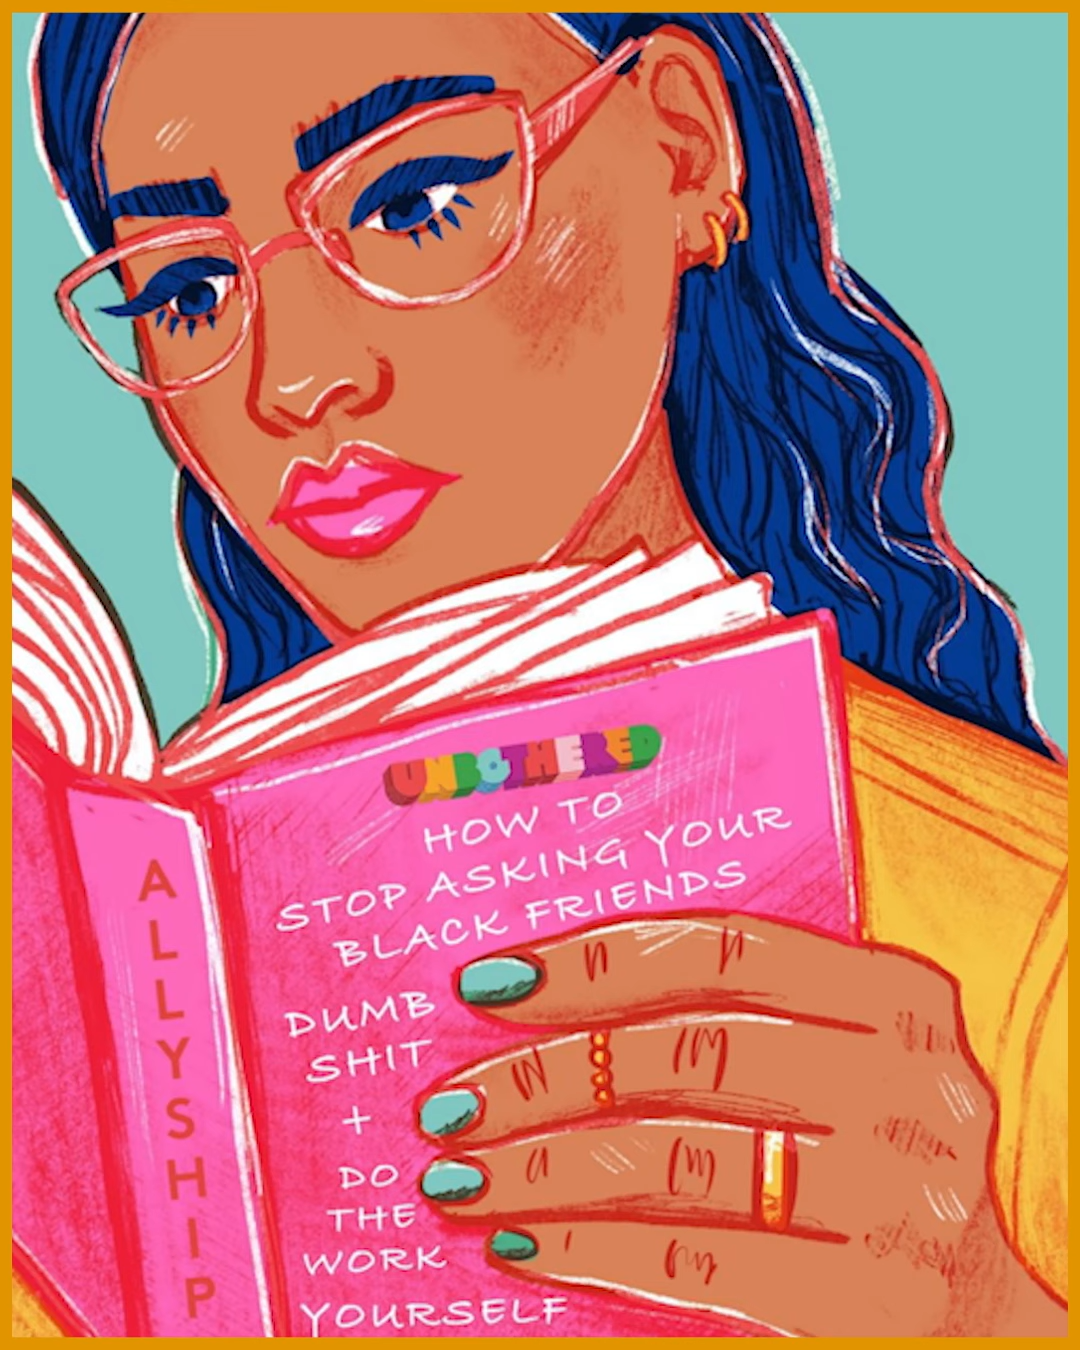 UNBOTHERED
HOW TO
STOP ASKING YOUR
BLACK FRIENDS
DUMB
SHIT
+
DO
THE
WORK
YOURSELF
ALLYSHIP